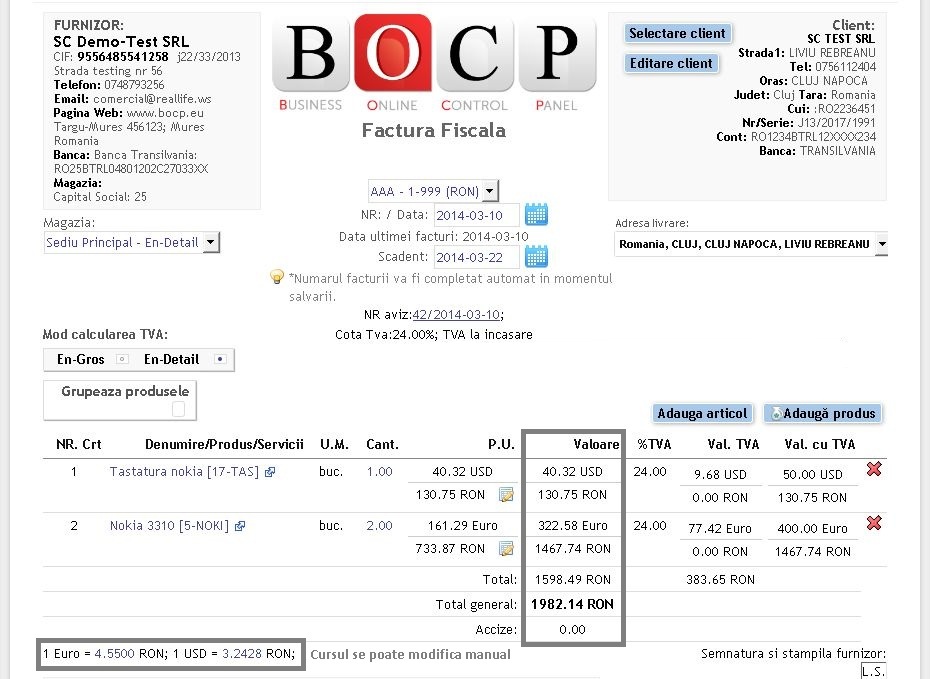 FURNIZOR:
SC Demo-Test SRL
CIF: 9556485541258 j22/33/2013
Strada testing nr 56
Telefon: 0748793256
Email: comercial@reallife.ws
Pagina Web: www.bocp.eu
Targu-Mures 456123; Mures
Romania
Banca: Banca Transilvania:
RO25BTRL04801202C27033XX
Magazia:
Capital Social: 25
BOCP
BUSINESS ONLINE CONTROL PANEL
Factura Fiscala
Selectare client
Editare client
Client:
SC TEST SRL
Strada1: LIVIU REBREANU
Tel: 0756112404
Oras: CLUJ NAPOCA
Judet: Cluj Tara: Romania
Cui: :RO2236451
Nr/Serie: J13/2017/1991
Cont: RO1234BTRL12XXXX234
Banca: TRANSILVANIA
Magazia:
Sediu Principal - En-Detail
AAA - 1-999 (RON)
NR: / Data: 2014-03-10
Data ultimei facturi: 2014-03-10
Scadent: 2014-03-22
*Numarul facturii va fi completat automat in momentul
salvarii.
NR aviz:42/2014-03-10;
Cota Tva:24.00%; TVA la incasare
Adresa livrare:
Romania, CLUJ, CLUJ NAPOCA, LIVIU REBREANU
Mod calcularea TVA:
En-Gros En-Detail
Grupeaza produsele
Adauga articol Adaugă produs
NR. Crt Denumire/Produs/Servicii U.M. Cant. P.U. Valoare %TVA Val. TVA Val. cu TVA
1 Tastatura nokia [17-TAS] buc. 1.00 40.32 USD 40.32 USD 24.00 9.68 USD 50.00 USD
130.75 RON 130.75 RON 0.00 RON 130.75 RON
2 Nokia 3310 [5-NOKI] buc. 2.00 161.29 Euro 322.58 Euro 24.00 77.42 Euro 400.00 Euro
733.87 RON 1467.74 RON 0.00 RON 1467.74 RON
Total: 1598.49 RON 383.65 RON
Total general: 1982.14 RON
Accize: 0.00
1 Euro = 4.5500 RON; 1 USD = 3.2428 RON; Cursul se poate modifica manual
Semnatura si stampila furnizor:
L.S.